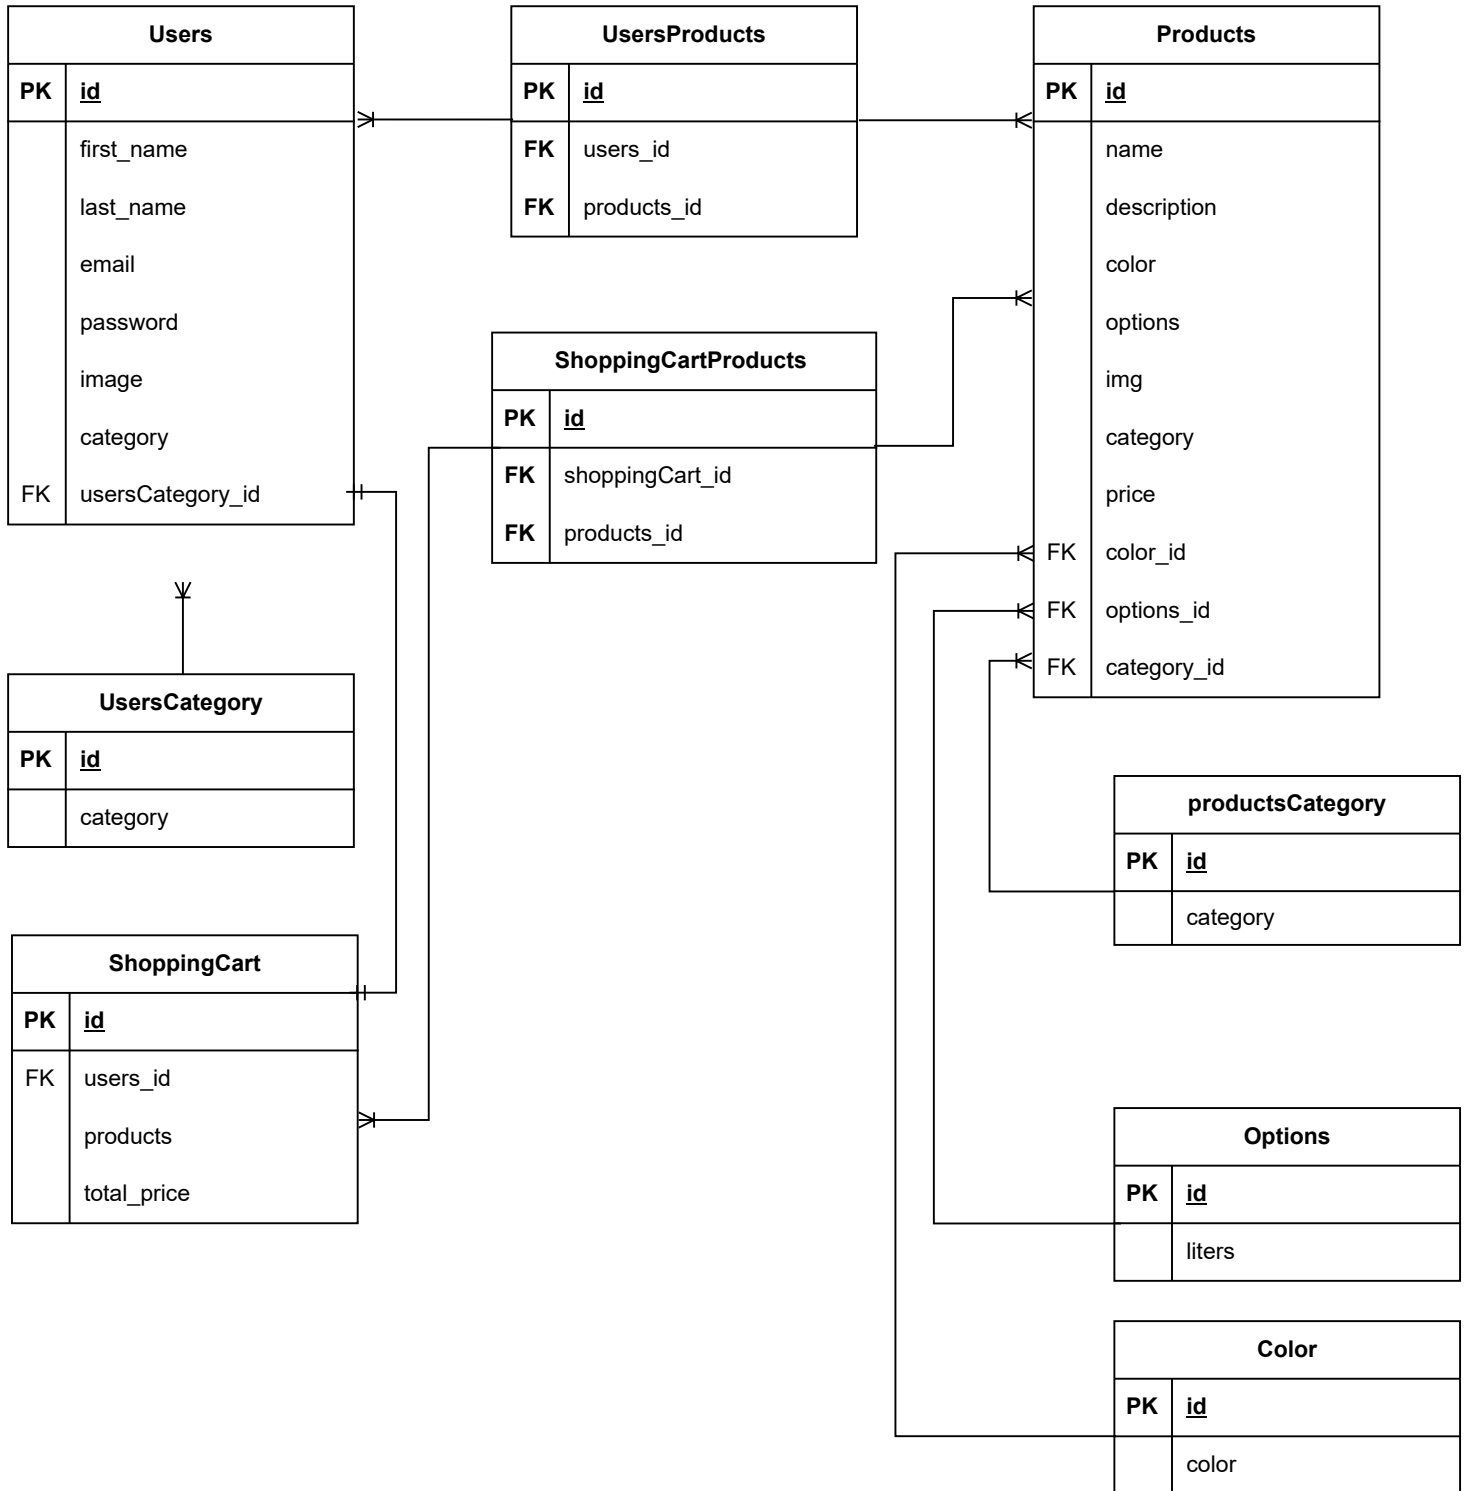 Users
PK id
first_name
last_name
email
password
image
category
FK usersCategory_id
UsersProducts
PK id
FK users_id
FK products_id
Products
PK id
name
description
color
options
img
category
price
FK color_id
FK options_id
FK category_id
ShoppingCartProducts
PK id
FK shoppingCart_id
FK products_id
UsersCategory
PK id
category
productsCategory
PK id
category
ShoppingCart
PK id
FK users_id
products
total_price
Options
PK id
liters
Color
PK id
color